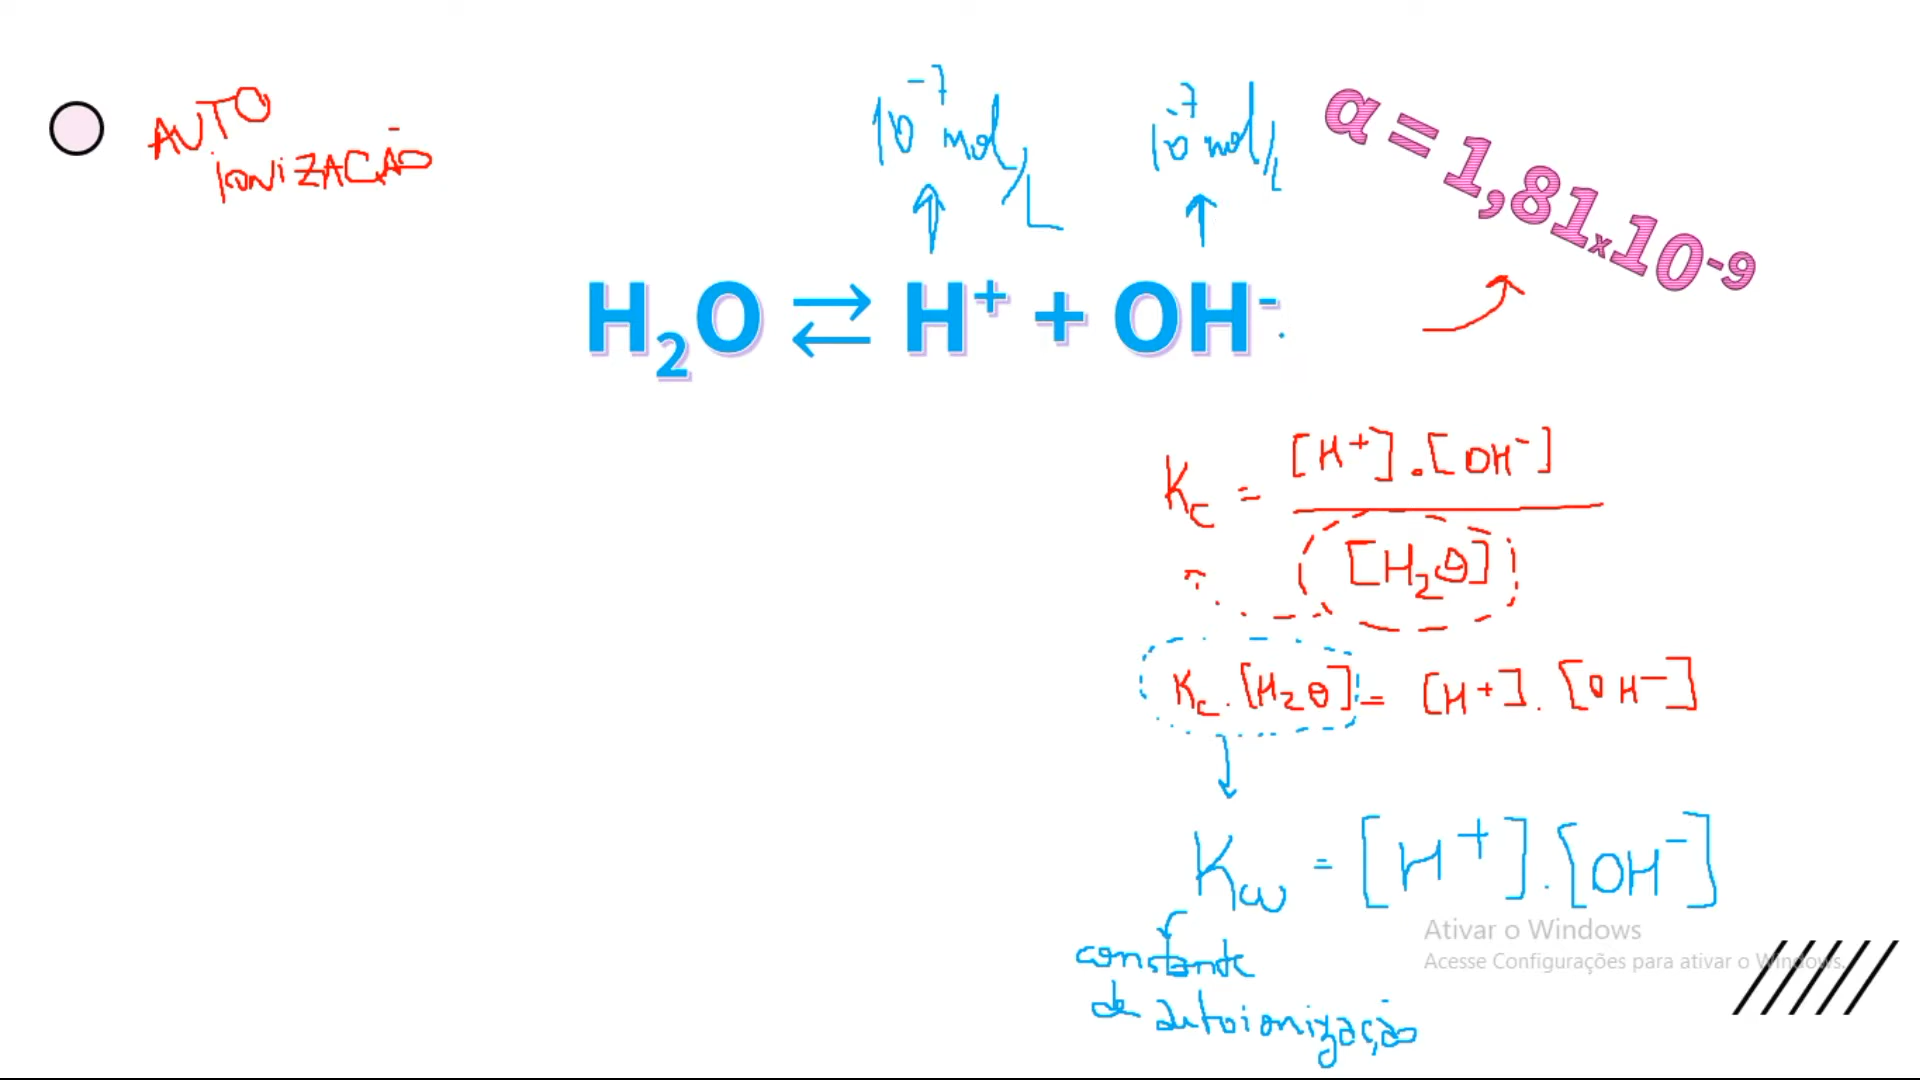 AUTO
IONIZAÇÃO
10⁻⁷ mol/L
10⁻⁷ mol/L
α = 1,81x10⁻⁹
H₂O ⇄ H⁺ + OH⁻
Kc = [H⁺].[OH⁻]
[H₂O]
Kc.[H₂O] = [H⁺].[OH⁻]
Kw = [H⁺].[OH⁻]
constante
de autoionização
Ativar o Windows
Acesse Configurações para ativar o Windows.